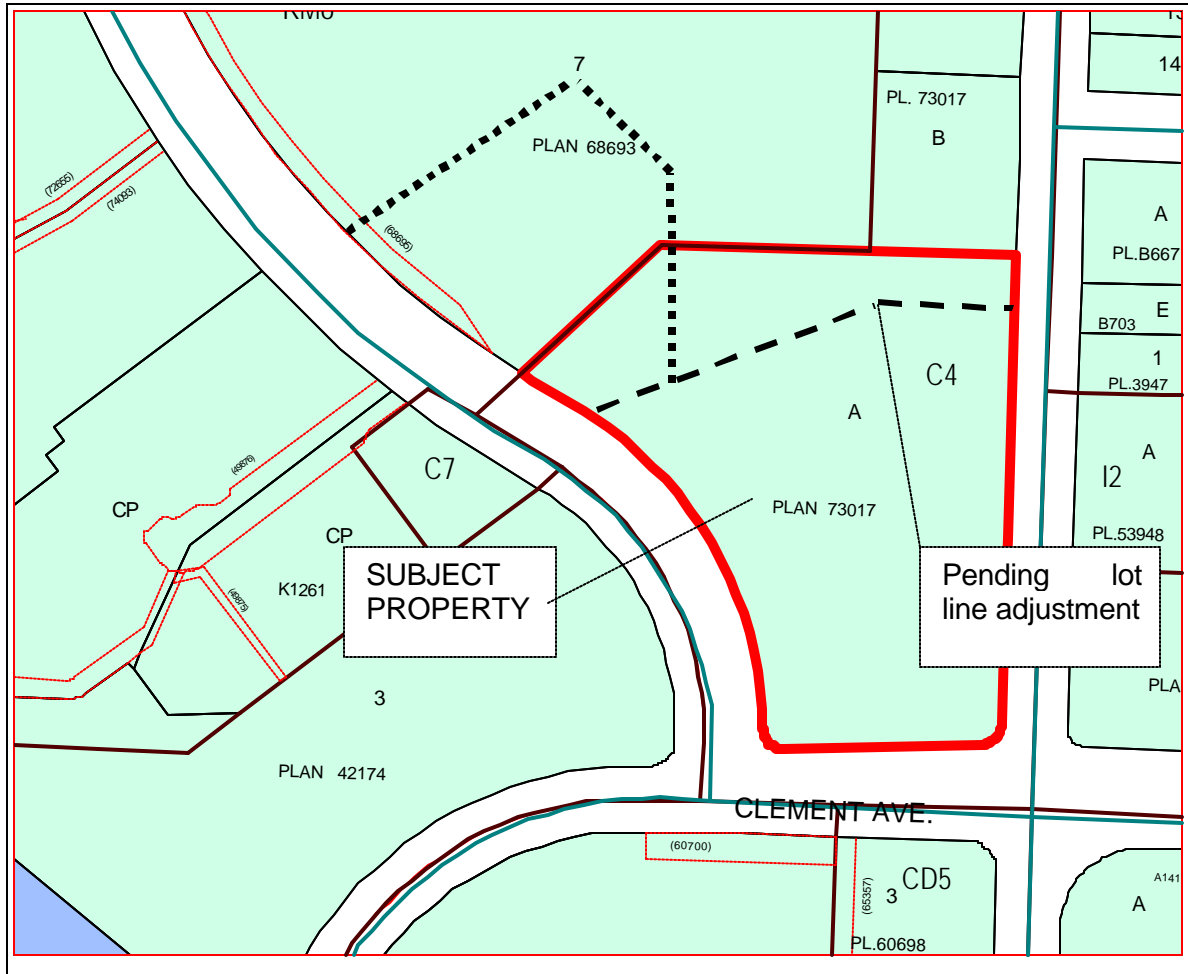 7
14
PL. 73017
PLAN 68693
B
(72655)
(74093)
(68695)
A
PL.B667
E
B703
1
PL.3947
C4
A
A
I2
C7
(49876)
CP
CP
PLAN 73017
PL.53948
SUBJECT
PROPERTY
Pending lot
line adjustment
K1261
(49875)
3
PLA
PLAN 42174
CLEMENT AVE.
(60700)
(65357)
3
CD5
A141
A
PL.60698